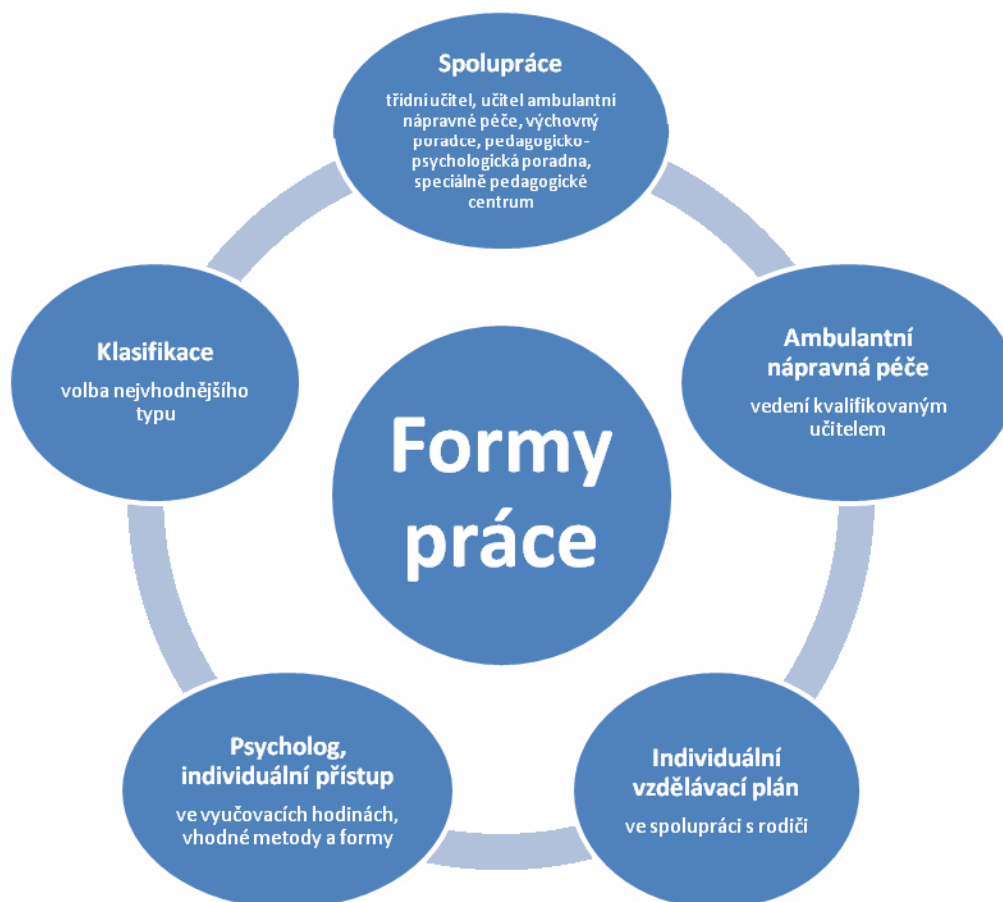 Spolupráce
třídní učitel, učitel ambulantní
nápravné péče, výchovný
poradce, pedagogicko-
psychologická poradna,
speciálně pedagogické
centrum
Ambulantní
nápravná péče
vedení kvalifikovaným
učitelem
Individuální
vzdělávací plán
ve spolupráci s rodiči
Psycholog,
individuální přístup
ve vyučovacích hodinách,
vhodné metody a formy
Klasifikace
volba nejvhodnějšího
typu
Formy
práce